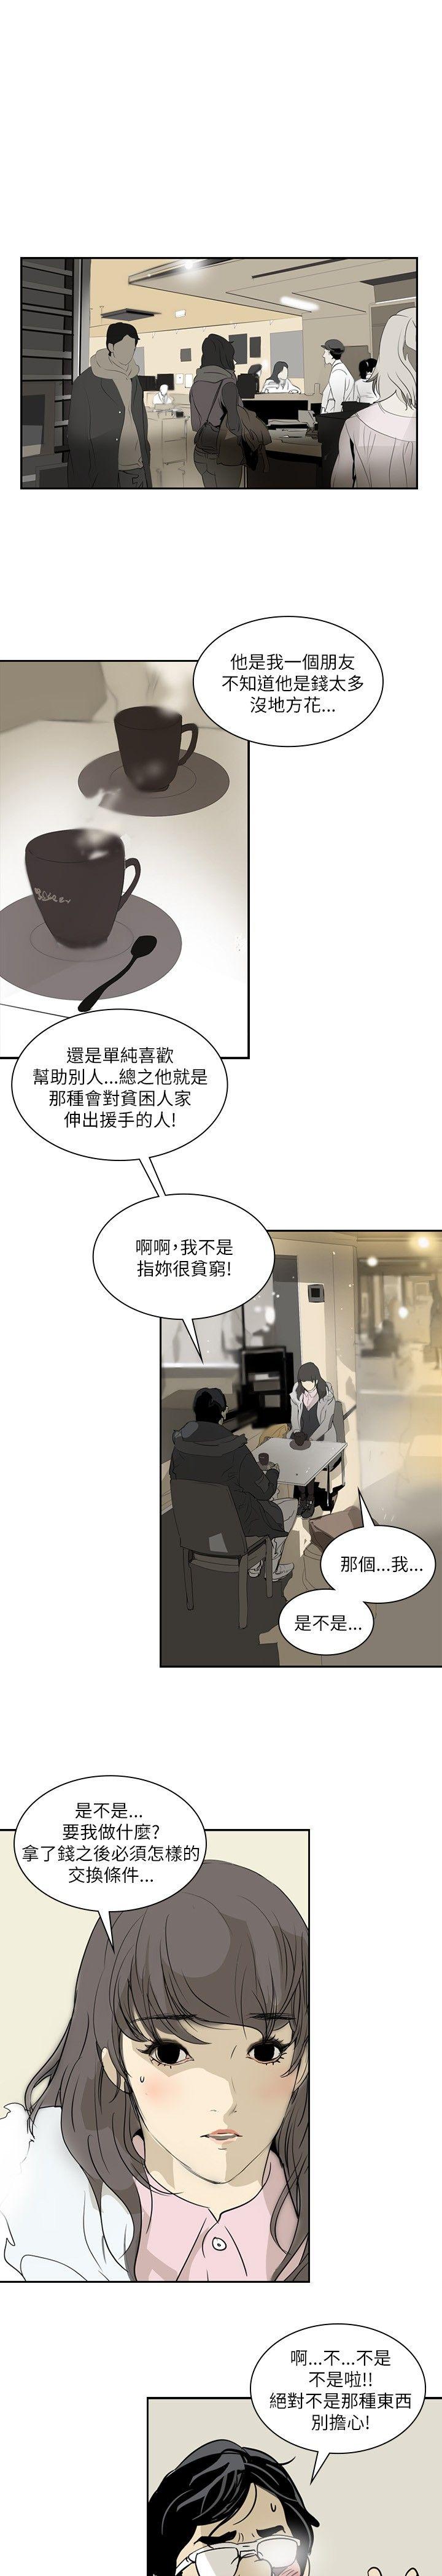 他是我一個朋友
不知道他是錢太多
沒地方花...
還是單純喜歡
幫助別人...總之他就是
那種會對貧困人家
伸出援手的人!
啊啊,我不是
指妳很貧窮!
那個...我...
是不是...
是不是...
要我做什麼?
拿了錢之後必須怎樣的
交換條件...
啊...不...不是
不是啦!!
絕對不是那種東西
別擔心!